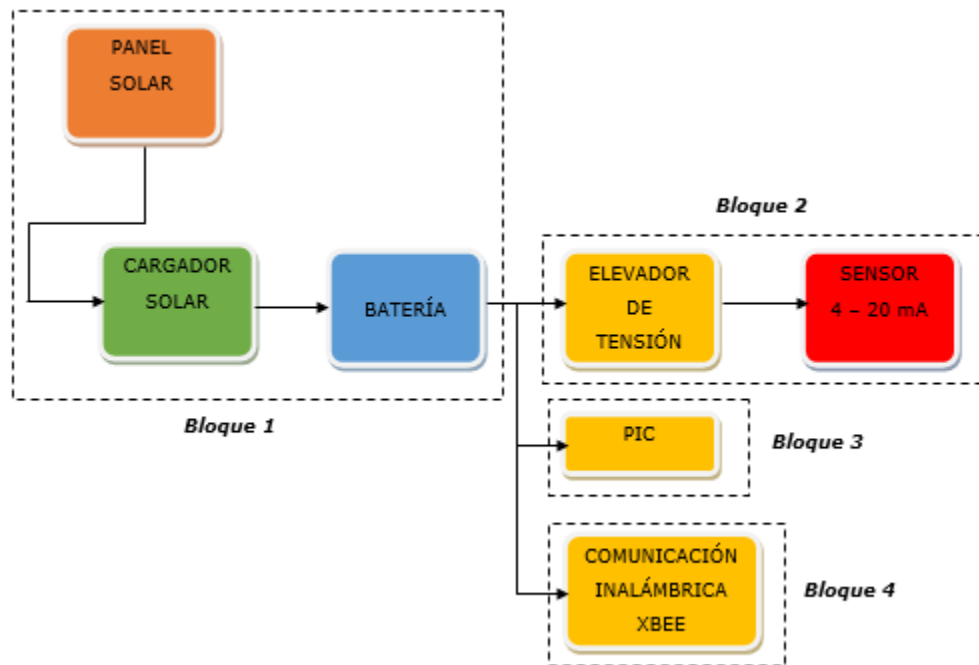 PANEL
SOLAR
Bloque 2
CARGADOR
SOLAR
BATERÍA
ELEVADOR
DE
TENSIÓN
SENSOR
4 – 20 mA
Bloque 1
PIC
Bloque 3
COMUNICACIÓN
INALÁMBRICA
XBEE
Bloque 4